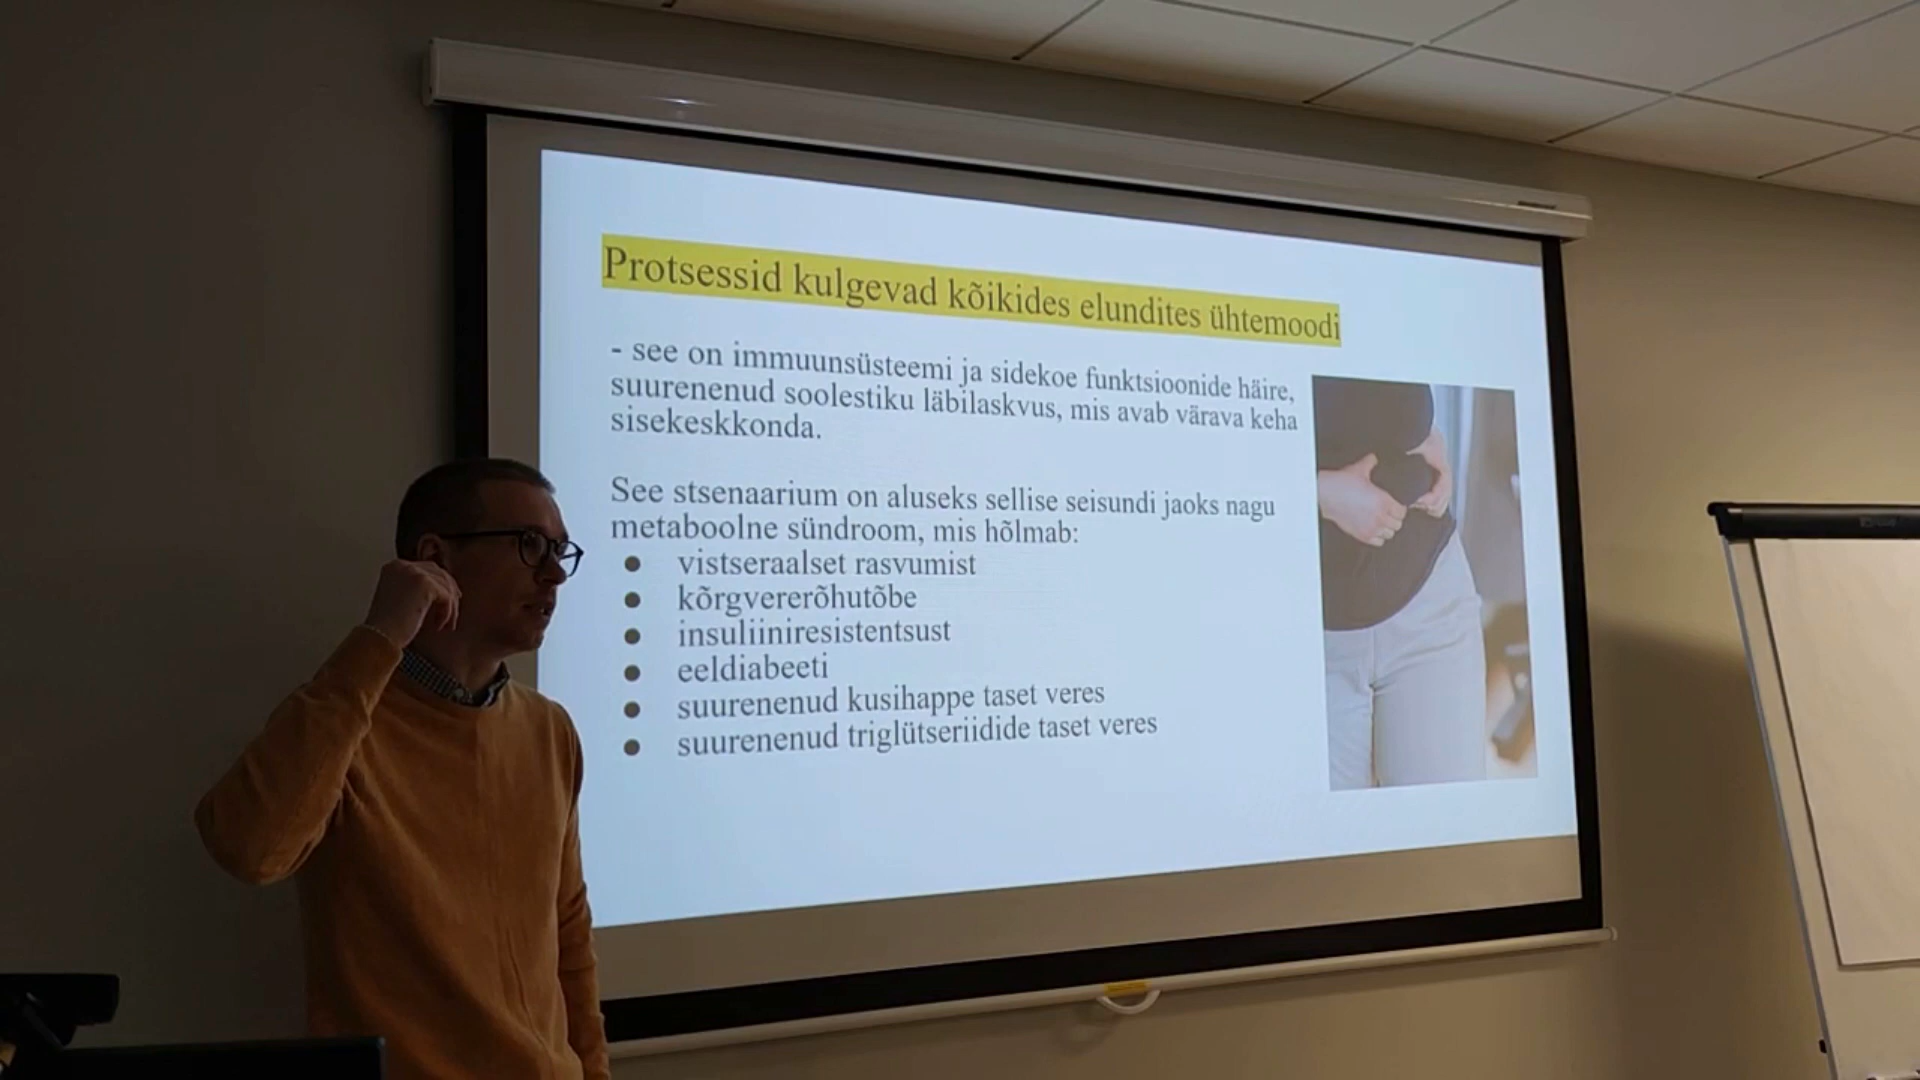 Protsessid kulgevad kõikides elundites ühtemoodi
- see on immuunsüsteemi ja sidekoe funktsioonide häire,
suurenenud soolestiku läbilaskvus, mis avab värava keha
sisekeskkonda.
See stsenaarium on aluseks sellise seisundi jaoks nagu
metaboolne sündroom, mis hõlmab:
● vistseraalset rasvumist
● kõrgvererõhutõbe
● insuliiniresistentsust
● eeldiabeeti
● suurenenud kusihappe taset veres
● suurenenud triglütseriidide taset veres